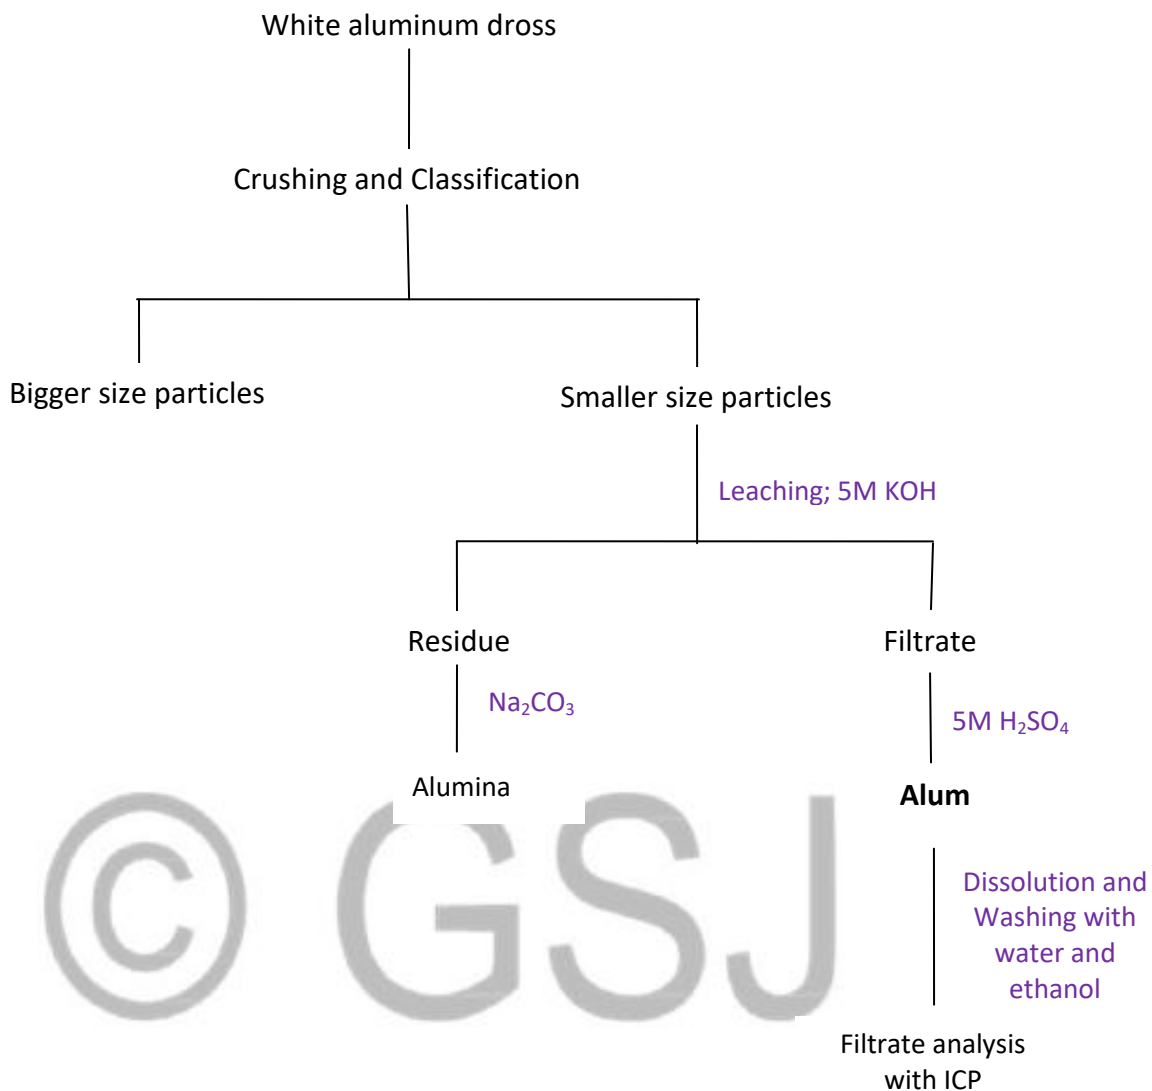 White aluminum dross
Crushing and Classification
Bigger size particles
Smaller size particles
Leaching; 5M KOH
Residue
Filtrate
Na₂CO₃
5M H₂SO₄
Alumina
Alum
Dissolution and
Washing with
water and
ethanol
© GSJ
Filtrate analysis
with ICP